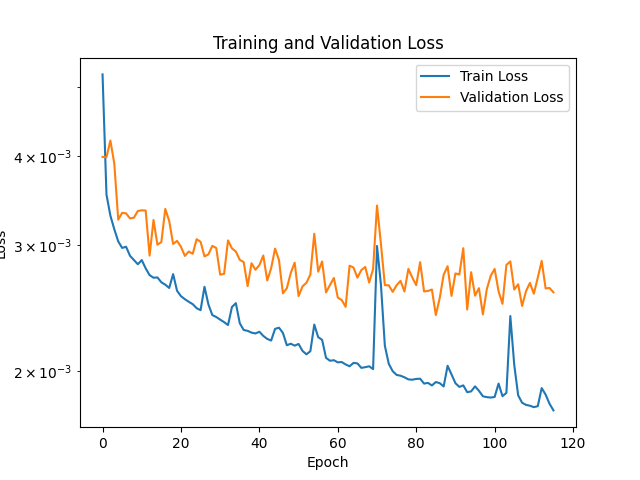 Training and Validation Loss
Train Loss
Validation Loss
4 × 10⁻³
3 × 10⁻³
2 × 10⁻³
Loss
0 20 40 60 80 100 120
Epoch